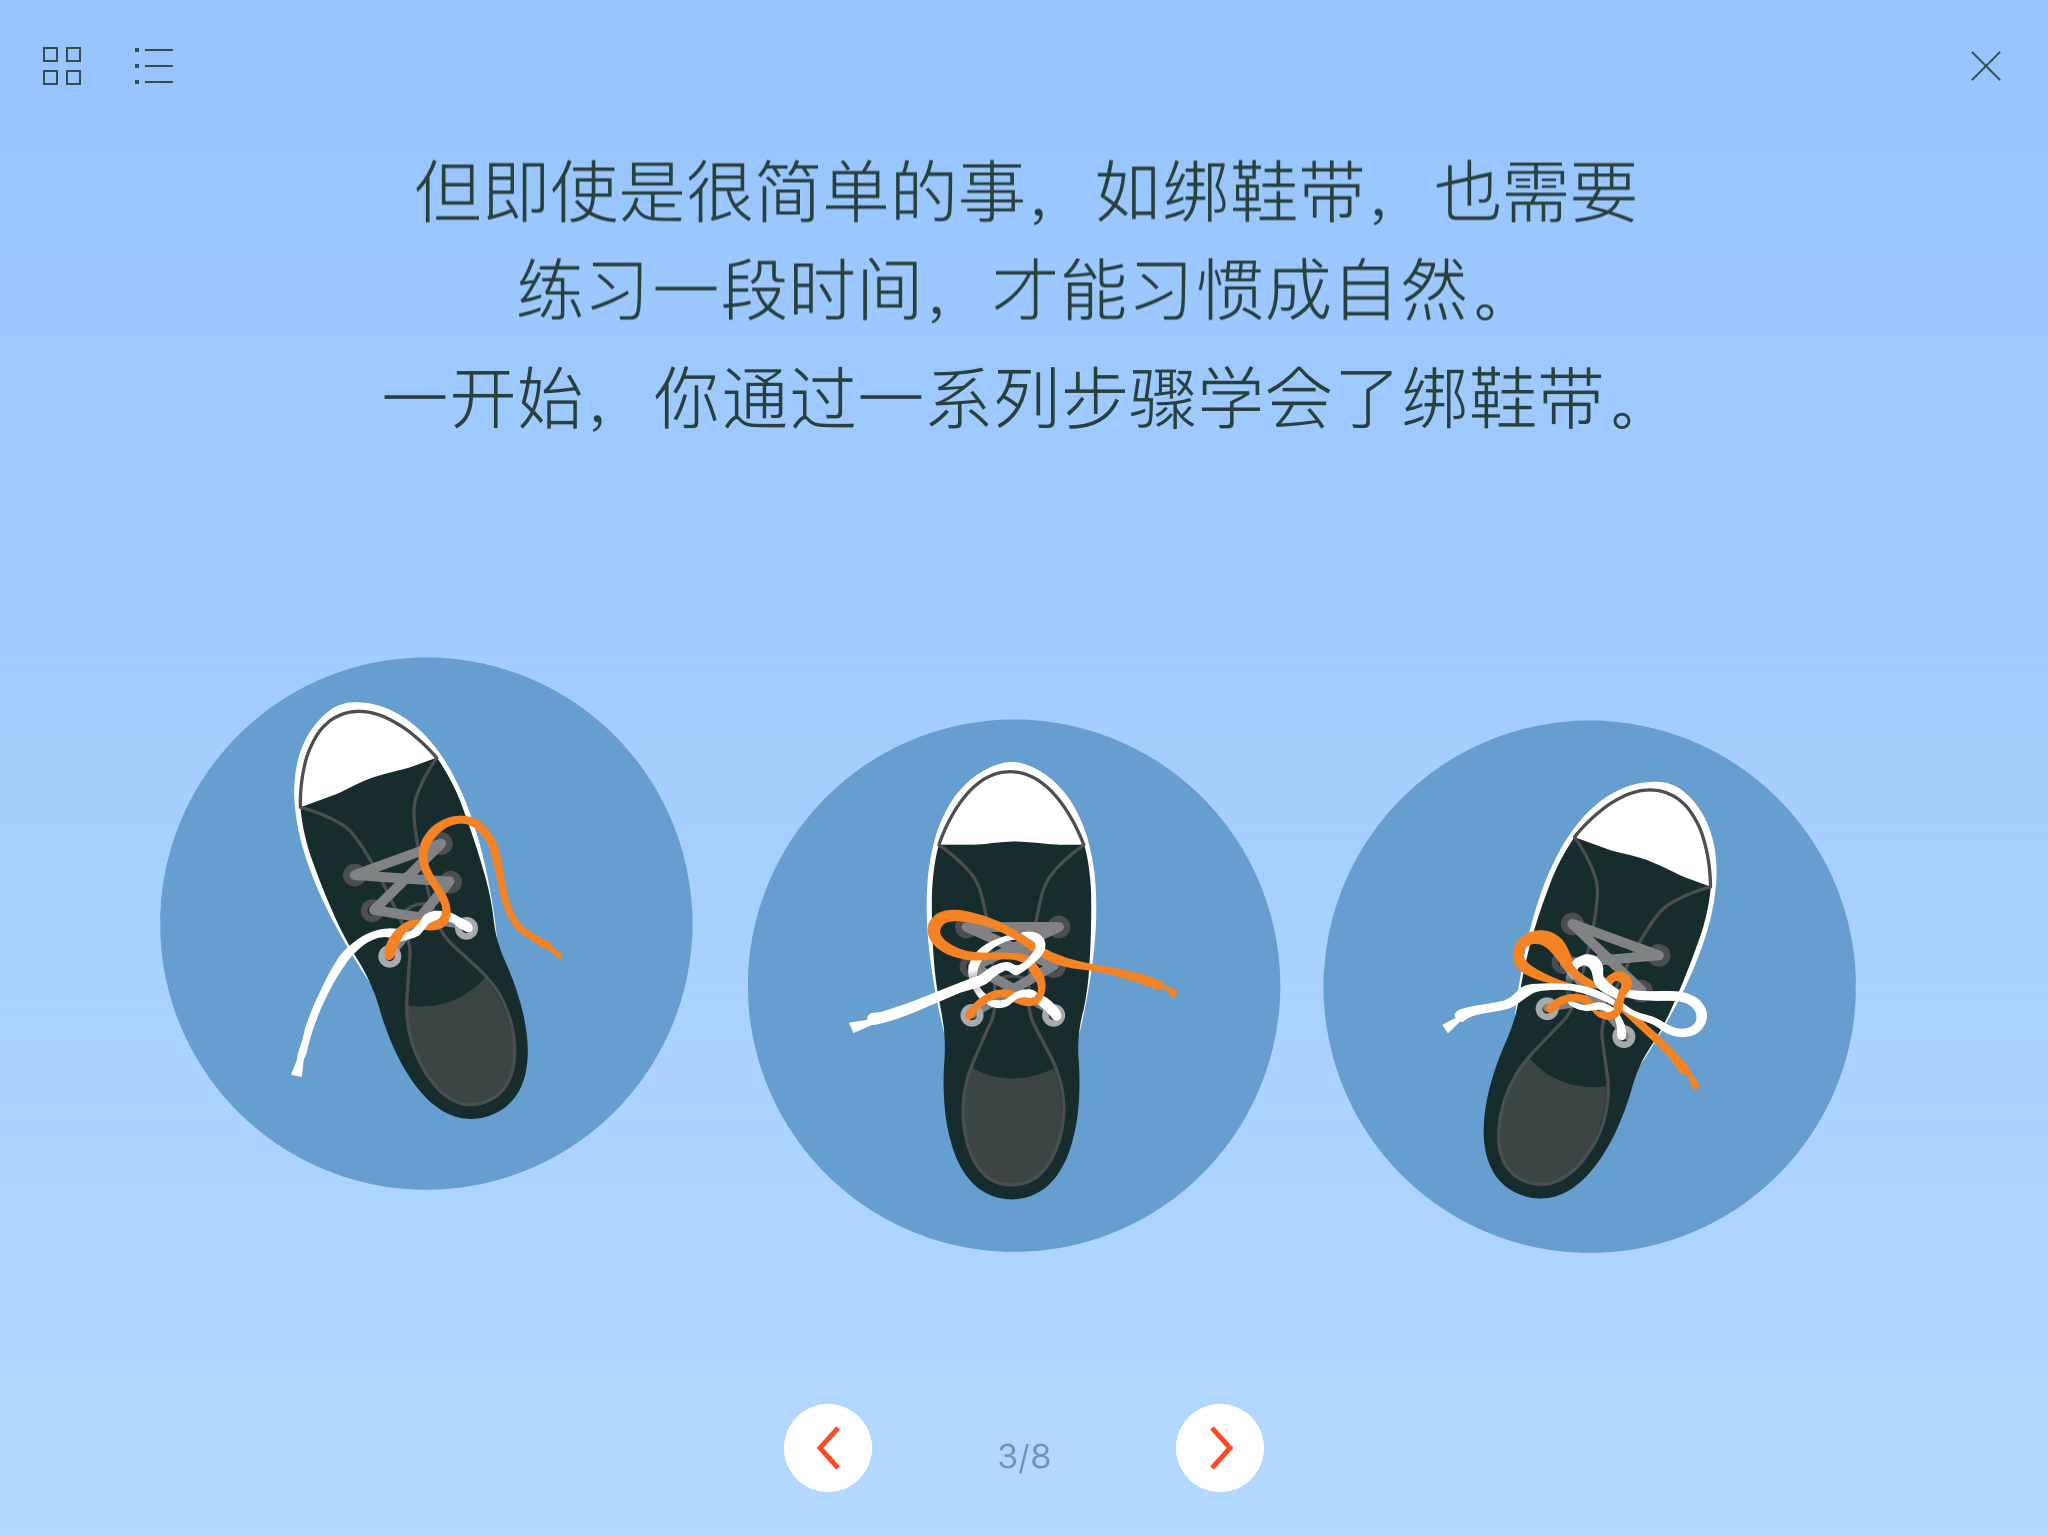 但即使是很简单的事，如绑鞋带，也需要
练习一段时间，才能习惯成自然。
一开始，你通过一系列步骤学会了绑鞋带。
3/8